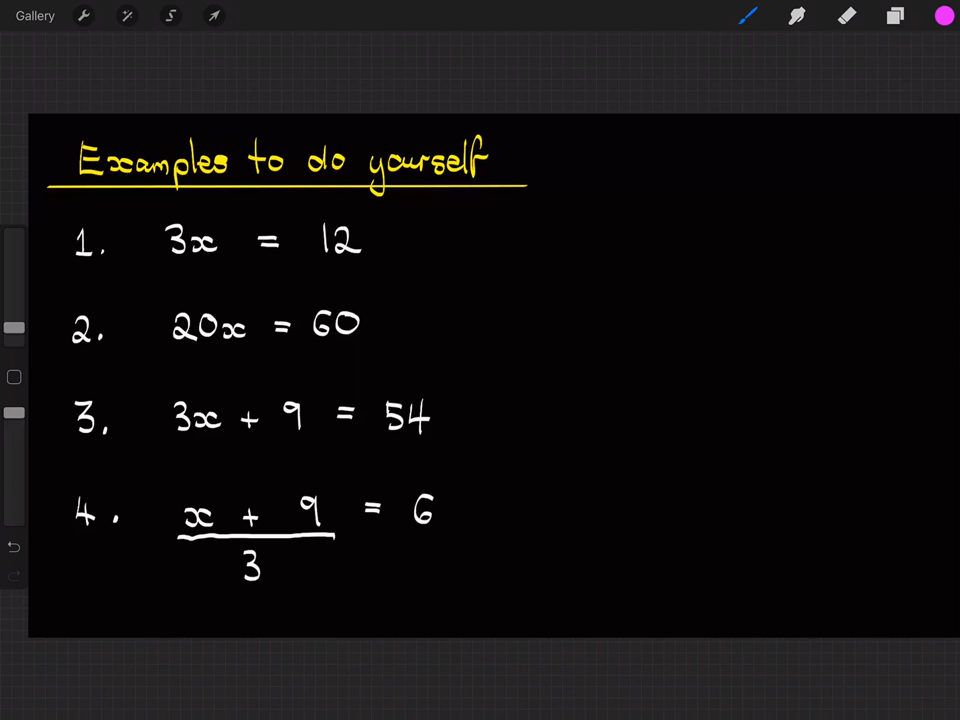 Gallery
Examples to do yourself
1. 3x = 12
2. 20x = 60
3. 3x + 9 = 54
4. x + 9 = 6
3